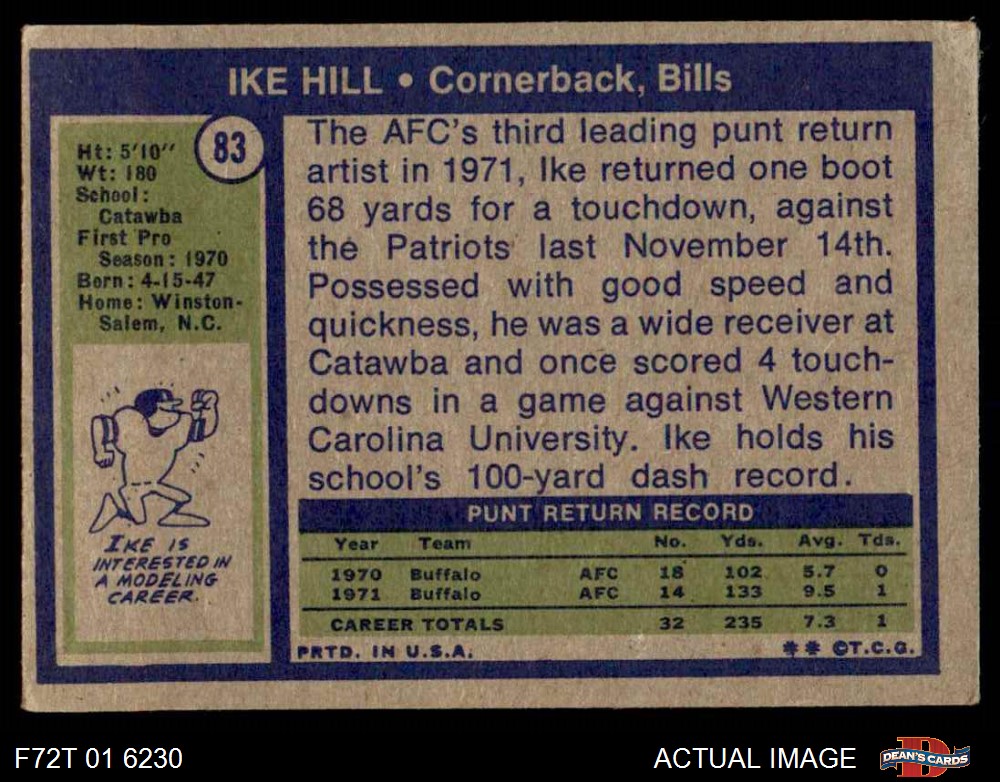 IKE HILL • Cornerback, Bills
83
Ht: 5'10''
Wt: 180
School:
Catawba
First Pro
Season: 1970
Born: 4-15-47
Home: Winston-
Salem, N.C.
IKE IS
INTERESTED IN
A MODELING
CAREER.
The AFC's third leading punt return
artist in 1971, Ike returned one boot
68 yards for a touchdown, against
the Patriots last November 14th.
Possessed with good speed and
quickness, he was a wide receiver at
Catawba and once scored 4 touch-
downs in a game against Western
Carolina University. Ike holds his
school's 100-yard dash record.
PUNT RETURN RECORD
Year Team No. Yds. Avg. Tds.
1970 Buffalo AFC 18 102 5.7 0
1971 Buffalo AFC 14 133 9.5 1
CAREER TOTALS 32 235 7.3 1
PRTD. IN U.S.A. ** ©T.C.G.
F72T 01 6230 ACTUAL IMAGE DEAN'S CARDS